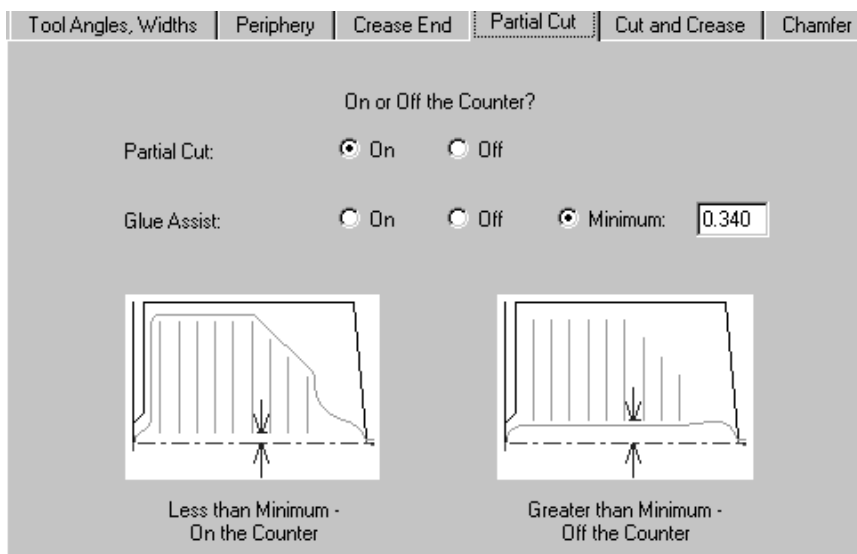 Tool Angles, Widths Periphery Crease End Partial Cut Cut and Crease Chamfer
On or Off the Counter?
Partial Cut: On Off
Glue Assist: On Off Minimum: 0.340
Less than Minimum - Greater than Minimum -
On the Counter Off the Counter